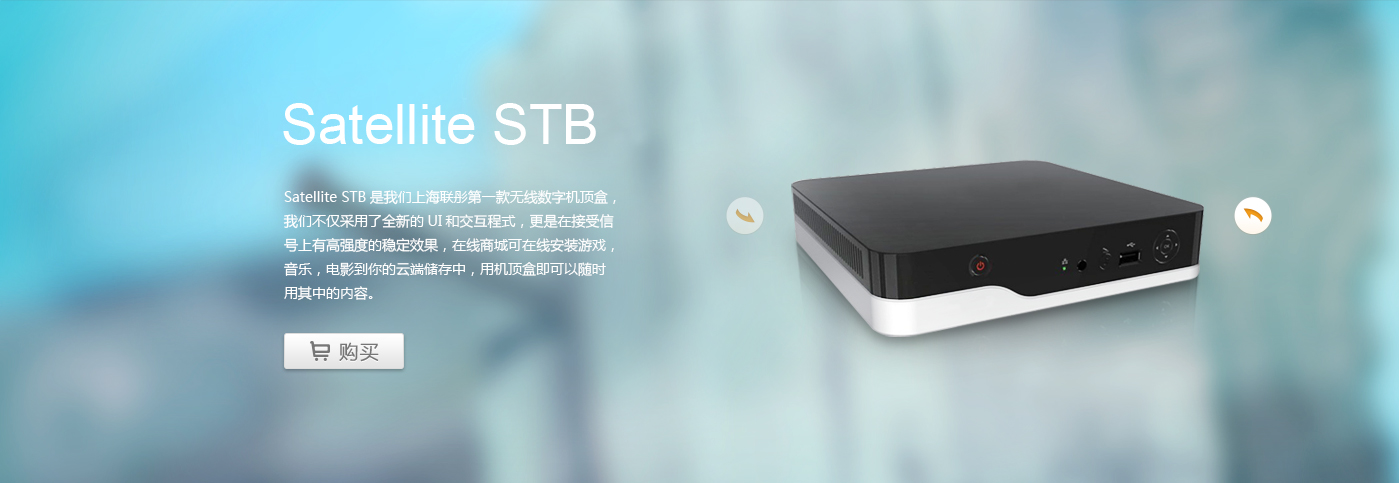 Satellite STB
Satellite STB 是我们上海联彤第一款无线数字机顶盒，
我们不仅采用了全新的 UI 和交互程式，更是在接受信
号上有高强度的稳定效果，在线商城可在线安装游戏，
音乐，电影到你的云端储存中，用机顶盒即可以随时
用其中的内容。
购买